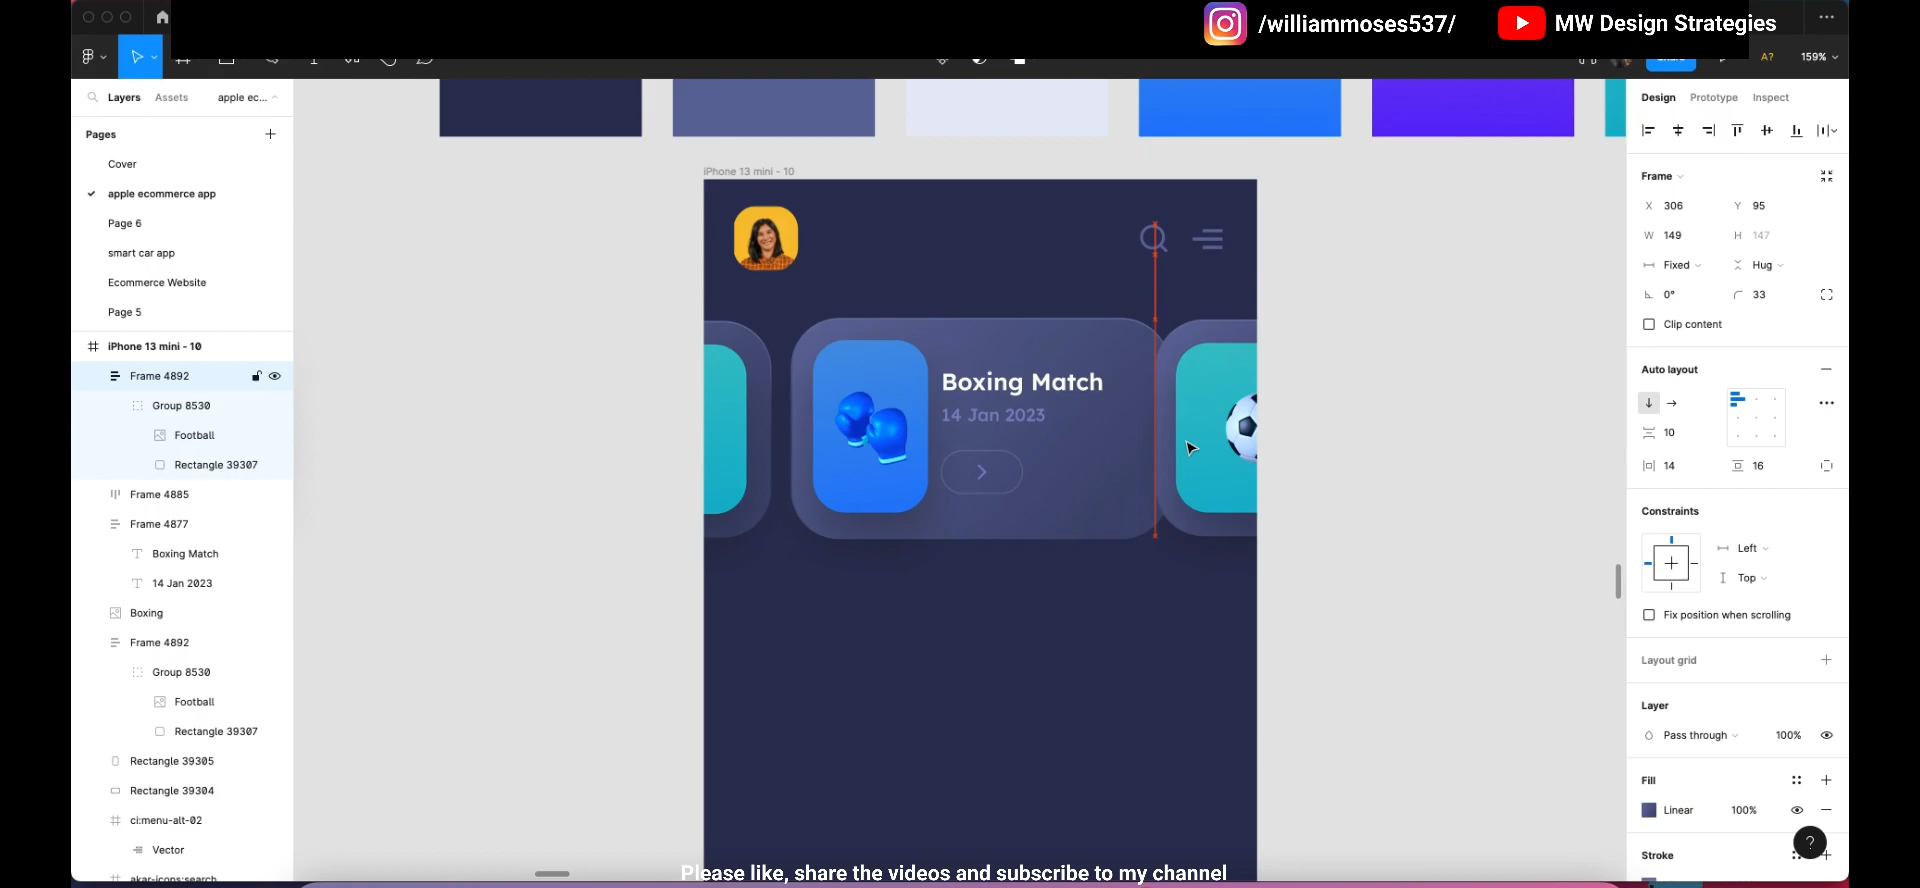 /williammoses537/
MW Design Strategies
A?
159%
Layers
Assets
apple ec...
Pages
Cover
apple ecommerce app
Page 6
smart car app
Ecommerce Website
Page 5
iPhone 13 mini - 10
Frame 4892
Group 8530
Football
Rectangle 39307
Frame 4885
Frame 4877
Boxing Match
14 Jan 2023
Boxing
Frame 4892
Group 8530
Football
Rectangle 39307
Rectangle 39305
Rectangle 39304
ci:menu-alt-02
Vector
akar-icons:search
iPhone 13 mini - 10
Boxing Match
14 Jan 2023
Please like, share the videos and subscribe to my channel
Design
Prototype
Inspect
Frame
X 306
Y 95
W 149
H 147
Fixed
Hug
0°
33
Clip content
Auto layout
10
14
16
Constraints
Left
Top
Fix position when scrolling
Layout grid
Layer
Pass through
100%
Fill
Linear
100%
?
Stroke